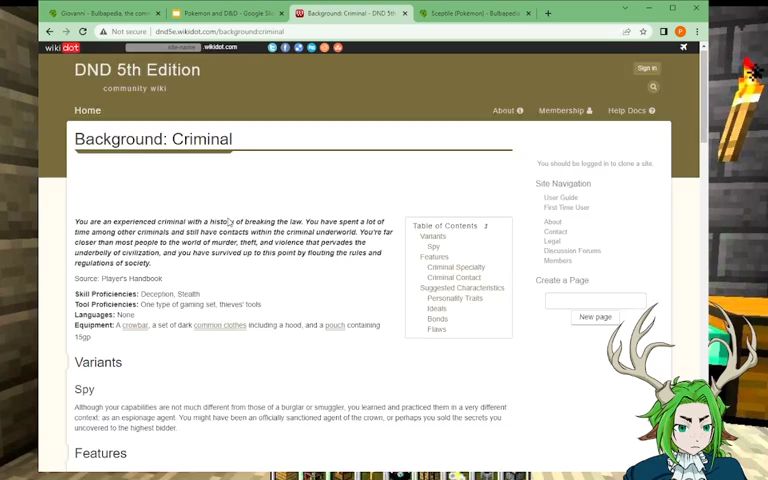 Giovanni - Bulbapedia, the comm
Pokemon and D&D - Google Slid
Background: Criminal - DND 5th
Sceptile (Pokémon) - Bulbapedia
Not secure
dnd5e.wikidot.com/background:criminal
wikidot
site-name
.wikidot.com
DND 5th Edition
community wiki
Sign in
Home
About
Membership
Help Docs
Background: Criminal
You should be logged in to clone a site.
You are an experienced criminal with a history of breaking the law. You have spent a lot of
time among other criminals and still have contacts within the criminal underworld. You're far
closer than most people to the world of murder, theft, and violence that pervades the
underbelly of civilization, and you have survived up to this point by flouting the rules and
regulations of society.
Source: Player's Handbook
Skill Proficiencies: Deception, Stealth
Tool Proficiencies: One type of gaming set, thieves' tools
Languages: None
Equipment: A crowbar, a set of dark common clothes including a hood, and a pouch containing
15gp
Table of Contents
Variants
Spy
Features
Criminal Specialty
Criminal Contact
Suggested Characteristics
Personality Traits
Ideals
Bonds
Flaws
Site Navigation
User Guide
First Time User
About
Contact
Legal
Discussion Forums
Members
Create a Page
New page
Variants
Spy
Although your capabilities are not much different from those of a burglar or smuggler, you learned and practiced them in a very different
context: as an espionage agent. You might have been an officially sanctioned agent of the crown, or perhaps you sold the secrets you
uncovered to the highest bidder.
Features